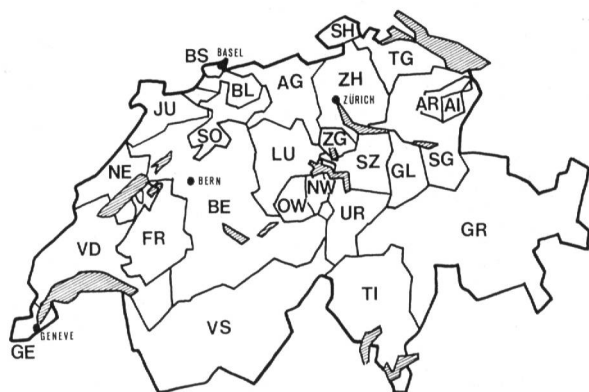 SH
BS BASEL
TG
ZH
BL
AG
JU
ZÜRICH
AR AI
SO
ZG
NE
LU
SZ
GL
SG
BERN
NW
BE
OW
UR
FR
GR
VD
TI
VS
GENEVE
GE